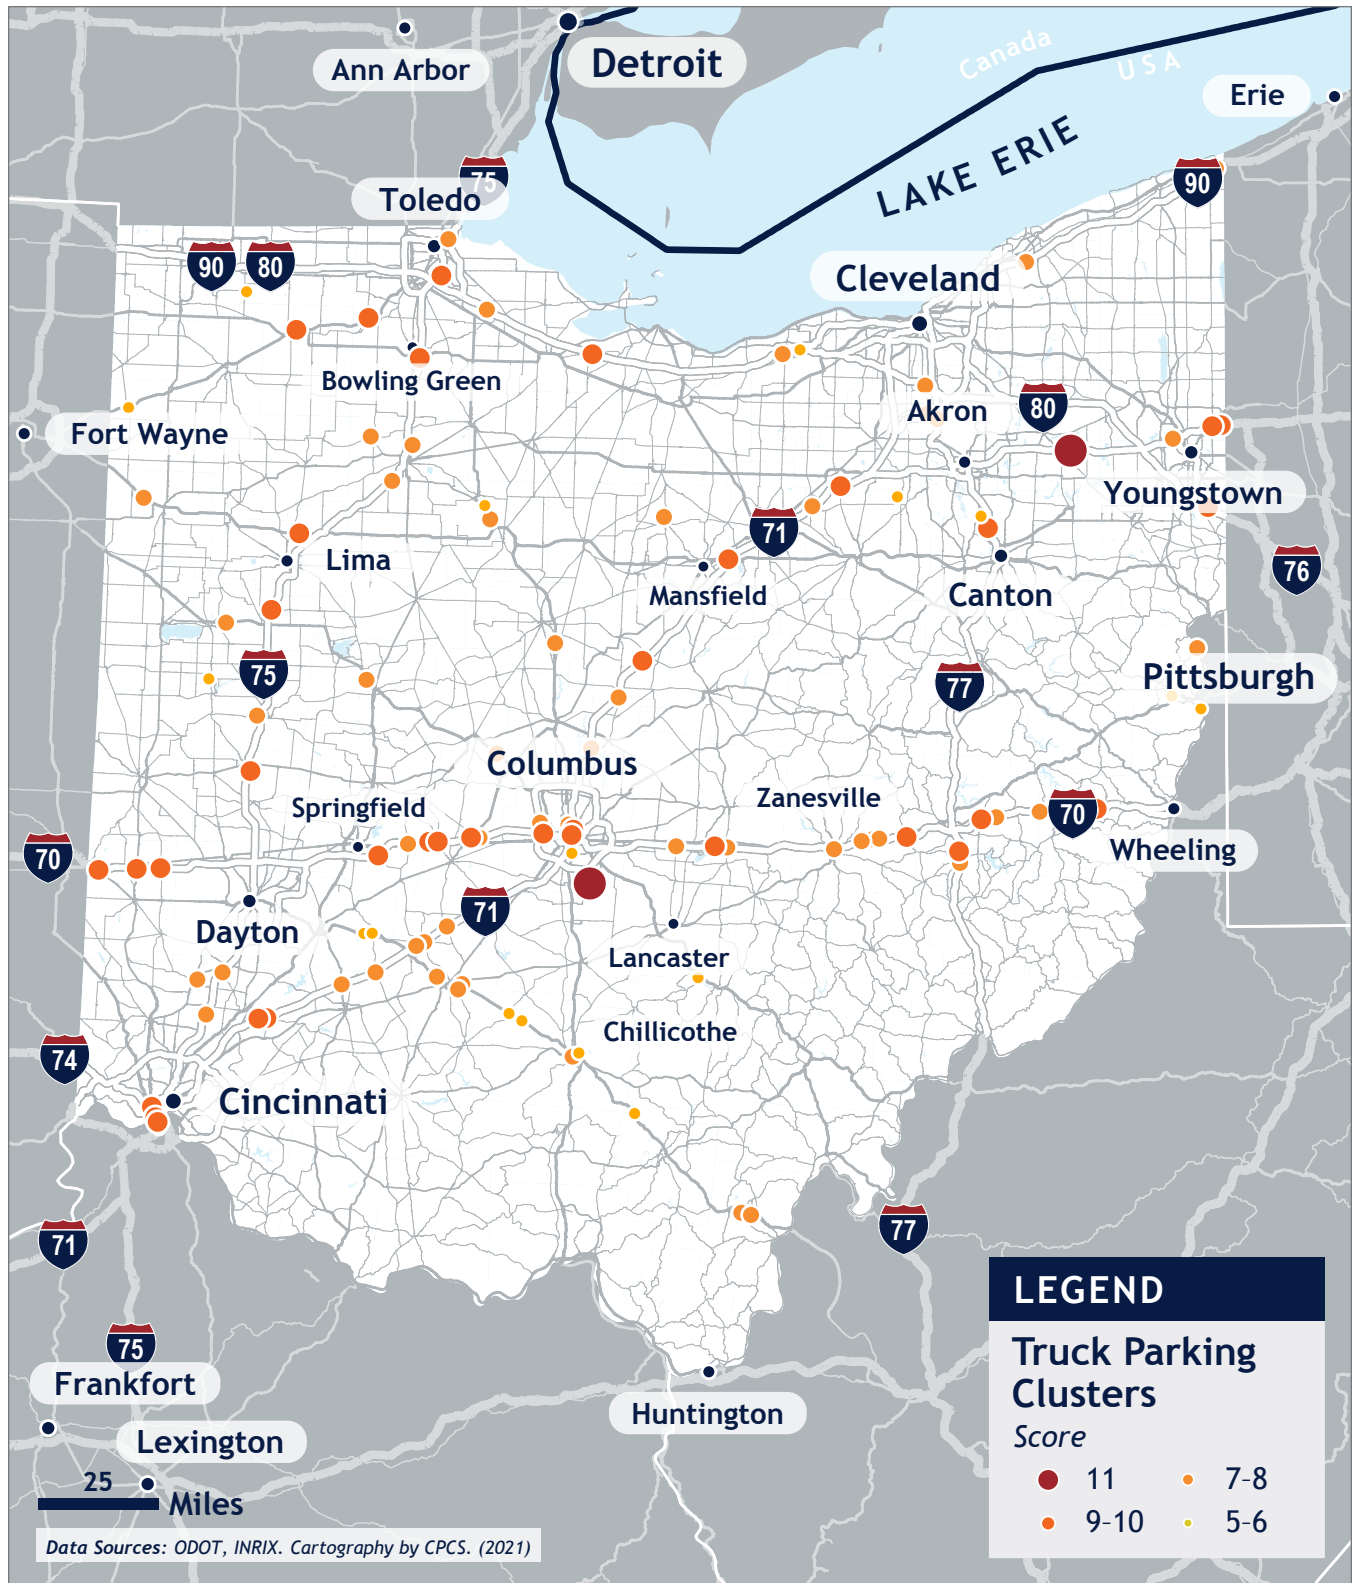 Ann Arbor
Detroit
Canada
USA
Erie
LAKE ERIE
75
Toledo
90
90
80
Cleveland
Bowling Green
Akron
80
Fort Wayne
Youngstown
71
Lima
76
Mansfield
Canton
75
77
Pittsburgh
Columbus
Springfield
Zanesville
70
70
Wheeling
71
Dayton
Lancaster
Chillicothe
74
Cincinnati
71
77
75
Frankfort
Huntington
Lexington
25
Miles
Data Sources: ODOT, INRIX. Cartography by CPCS. (2021)
LEGEND
Truck Parking
Clusters
Score
11
7-8
9-10
5-6